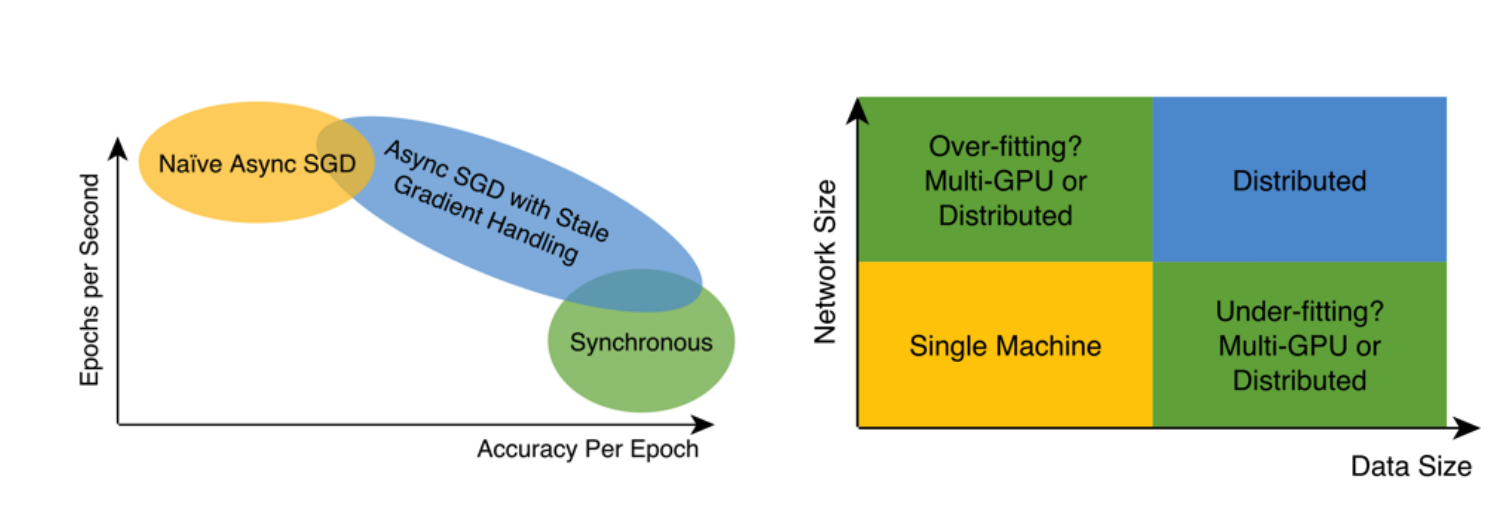 Epochs per Second
Naïve Async SGD
Async SGD with Stale
Gradient Handling
Synchronous
Accuracy Per Epoch
Network Size
Over-fitting?
Multi-GPU or
Distributed
Distributed
Single Machine
Under-fitting?
Multi-GPU or
Distributed
Data Size